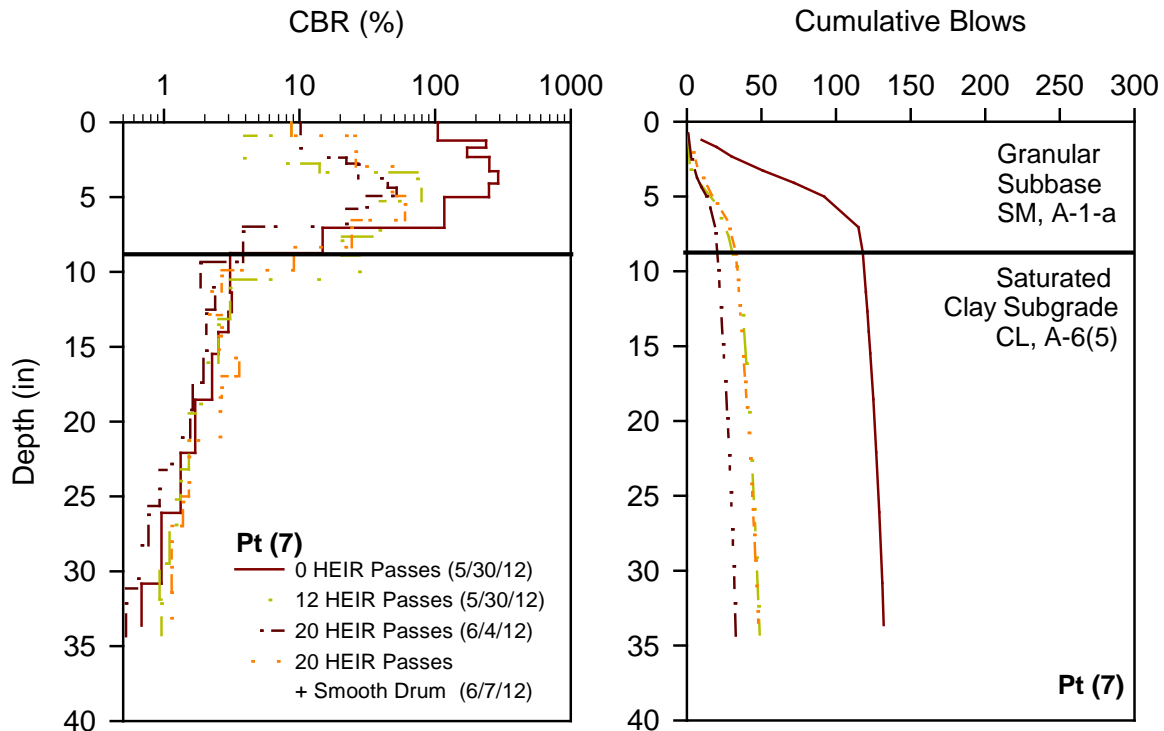 CBR (%)
1 10 100 1000
0
5
10
15
20
25
30
35
40
Depth (in)
Pt (7)
0 HEIR Passes (5/30/12)
12 HEIR Passes (5/30/12)
20 HEIR Passes (6/4/12)
20 HEIR Passes
+ Smooth Drum (6/7/12)
Cumulative Blows
0 50 100 150 200 250 300
0
5
10
15
20
25
30
35
40
Granular
Subbase
SM, A-1-a
Saturated
Clay Subgrade
CL, A-6(5)
Pt (7)